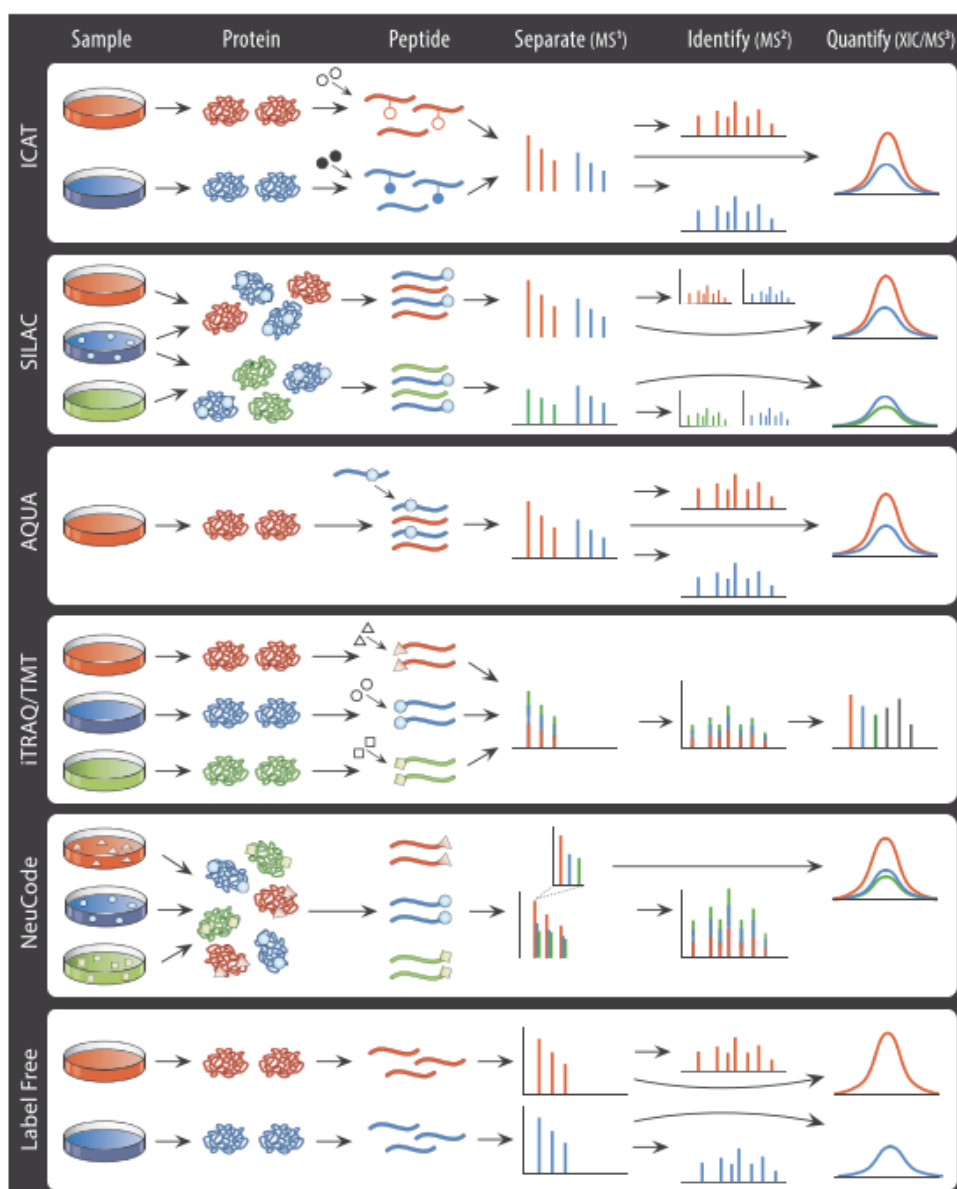 Sample Protein Peptide Separate (MS¹) Identify (MS²) Quantify (XIC/MS³)
ICAT
SILAC
AQUA
iTRAQ/TMT
NeuCode
Label Free